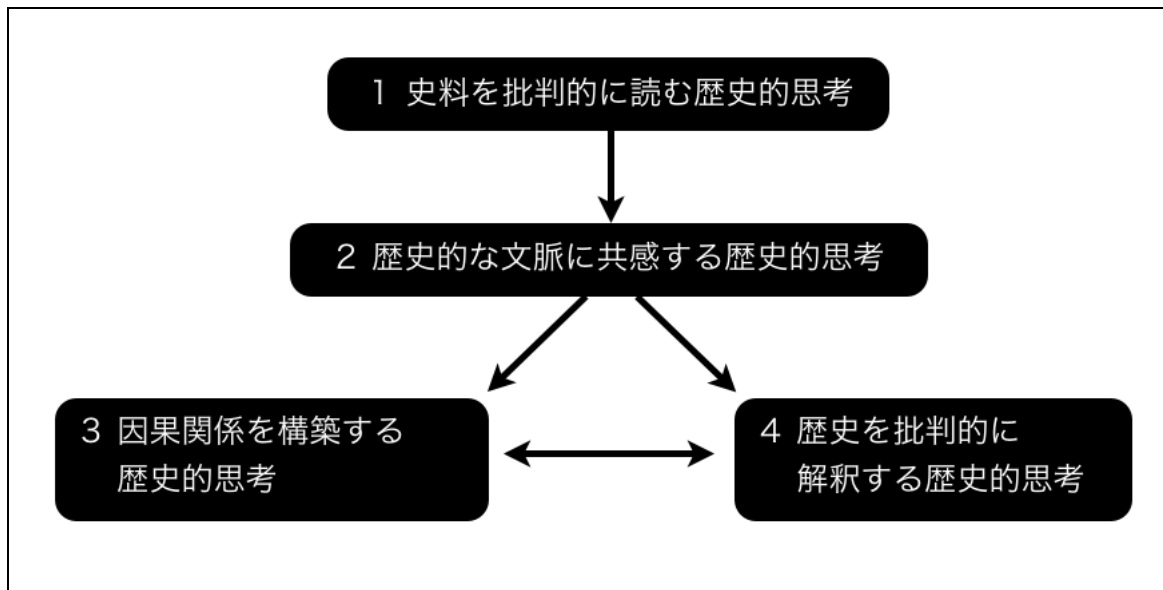 1 史料を批判的に読む歴史的思考
2 歴史的な文脈に共感する歴史的思考
3 因果関係を構築する
歴史的思考
4 歴史を批判的に
解釈する歴史的思考